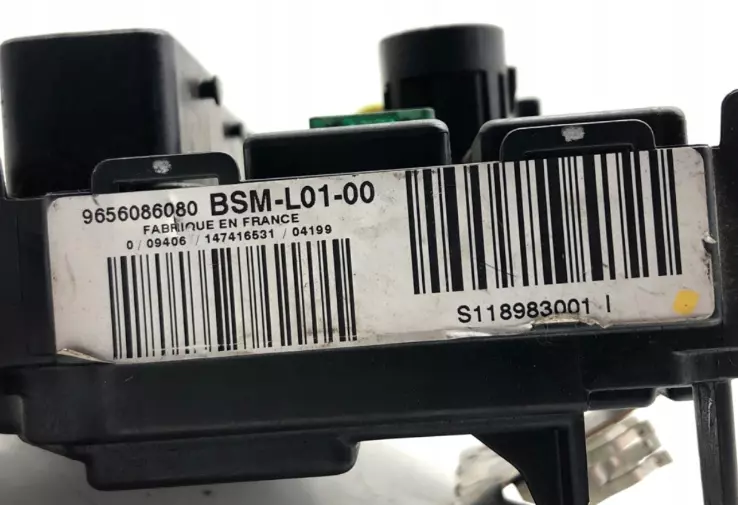 9656086080 BSM-L01-00
FABRIQUE EN FRANCE
0 / 09406 / 147416531 / 04199
S118983001 I